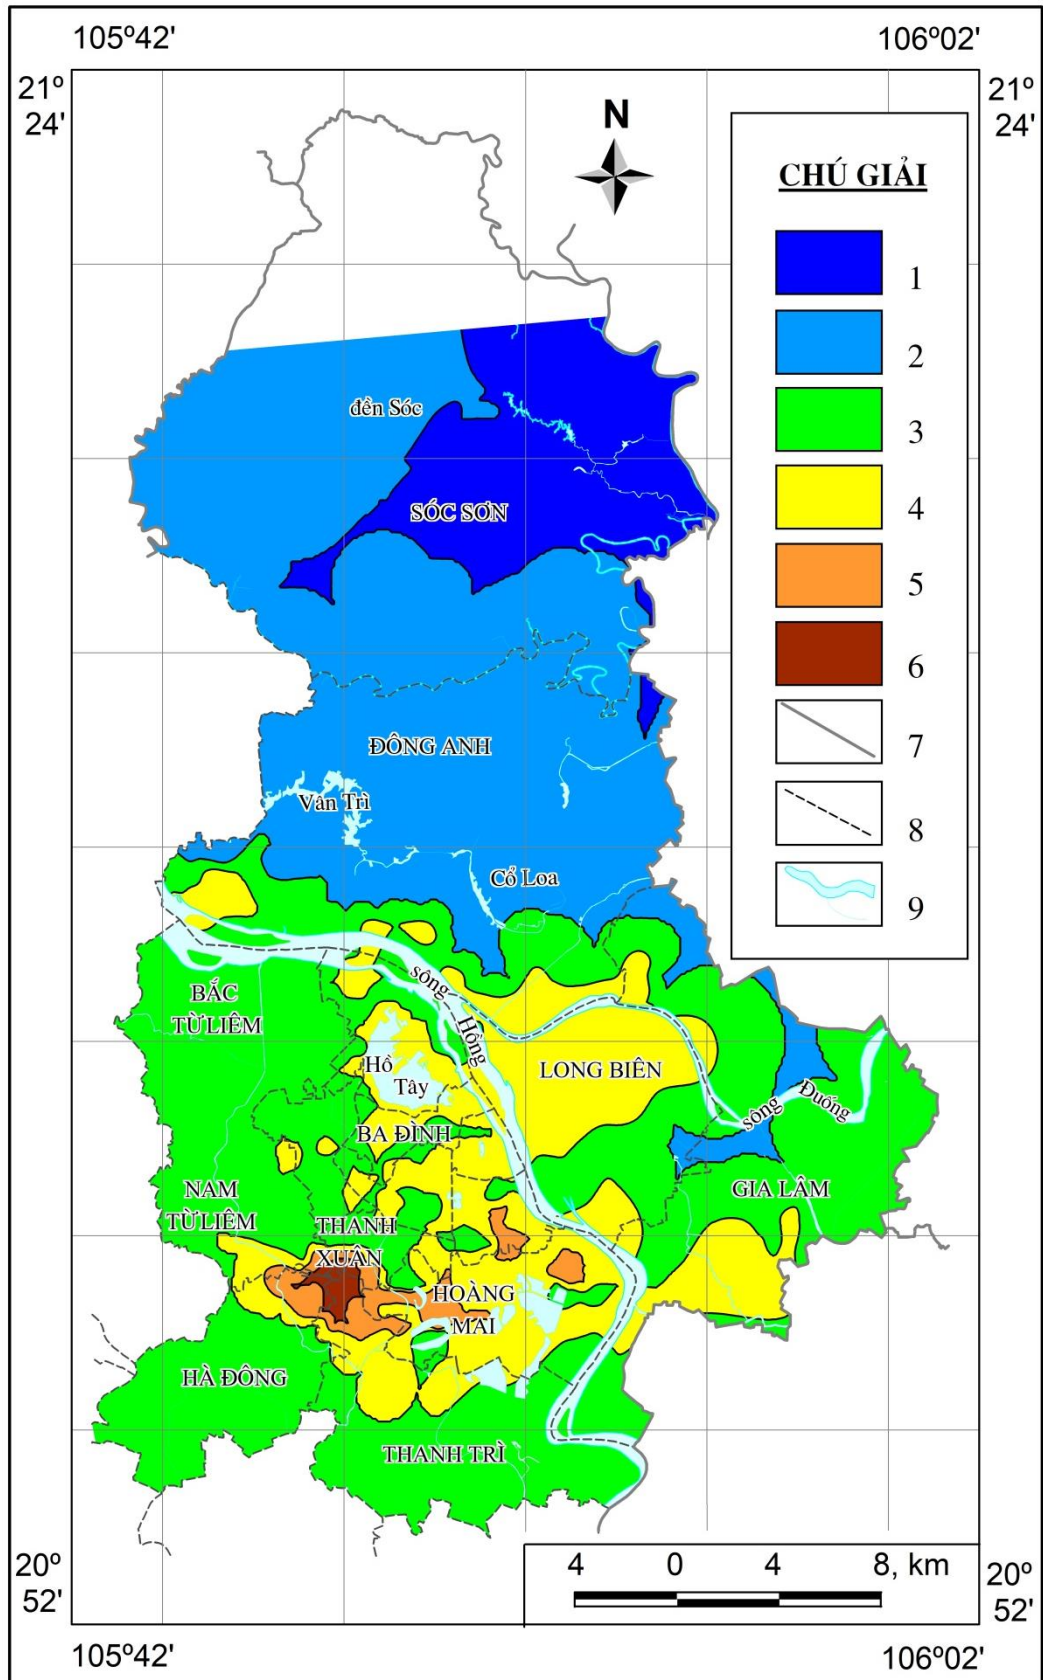 105º42'
106º02'
21º
24'
21º
24'
N
CHÚ GIẢI
1
2
3
4
5
6
7
8
9
đền Sóc
SÓC SƠN
ĐÔNG ANH
Vân Trì
Cổ Loa
BẮC
TỪ LIÊM
sông
Hồng
Hồ
Tây
LONG BIÊN
BA ĐÌNH
sông
Đuống
NAM
TỪ LIÊM
THANH
XUÂN
GIA LÂM
HOÀNG
MAI
HÀ ĐÔNG
THANH TRÌ
4 0 4 8, km
20º
52'
20º
52'
105º42'
106º02'